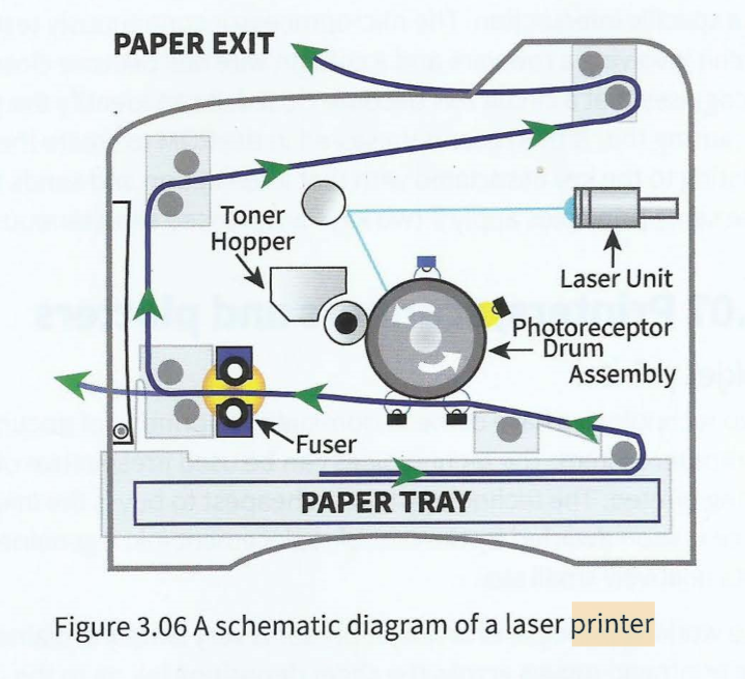 PAPER EXIT
Toner
Hopper
Laser Unit
Photoreceptor
Drum
Assembly
Fuser
PAPER TRAY
Figure 3.06 A schematic diagram of a laser printer